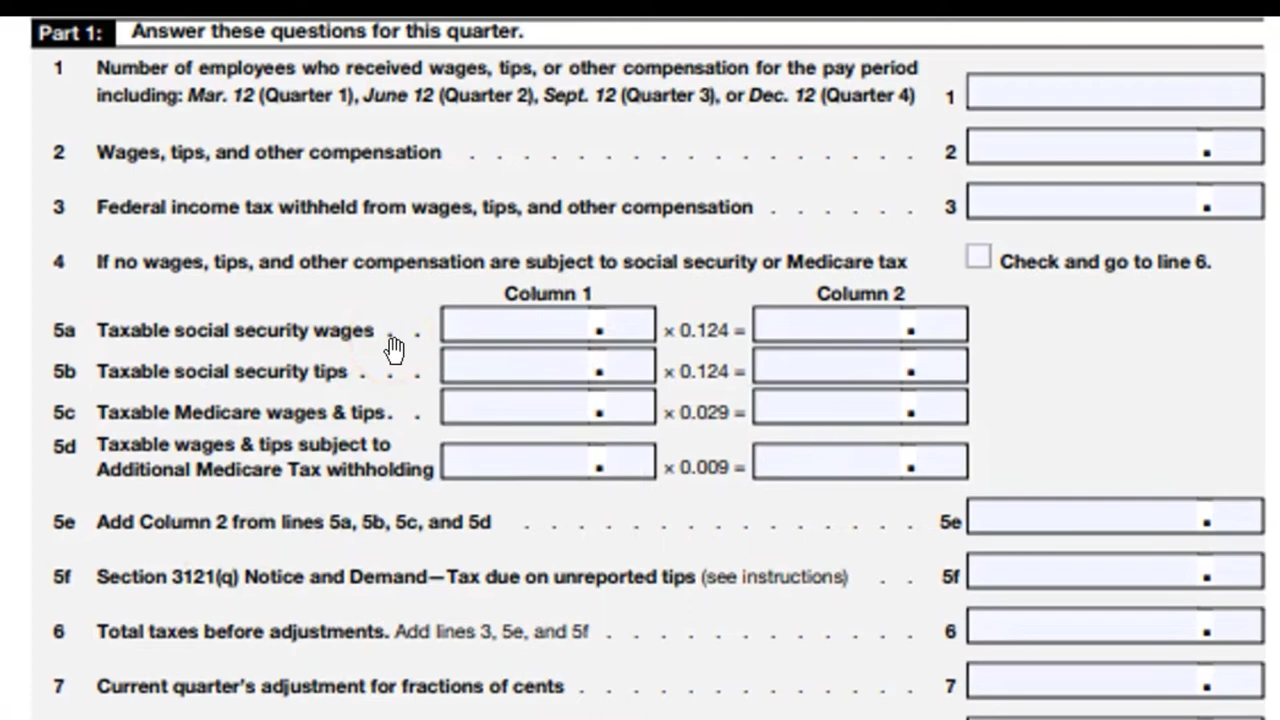 Part 1: Answer these questions for this quarter.
1 Number of employees who received wages, tips, or other compensation for the pay period
including: Mar. 12 (Quarter 1), June 12 (Quarter 2), Sept. 12 (Quarter 3), or Dec. 12 (Quarter 4) 1
2 Wages, tips, and other compensation . . . . . . . . . . . . . . . . . 2 .
3 Federal income tax withheld from wages, tips, and other compensation . . . . . . 3 .
4 If no wages, tips, and other compensation are subject to social security or Medicare tax Check and go to line 6.
Column 1 Column 2
5a Taxable social security wages . . . × 0.124 = .
5b Taxable social security tips . . . . × 0.124 = .
5c Taxable Medicare wages & tips. . . × 0.029 = .
5d Taxable wages & tips subject to
Additional Medicare Tax withholding . × 0.009 = .
5e Add Column 2 from lines 5a, 5b, 5c, and 5d . . . . . . . . . . . . . . . 5e .
5f Section 3121(q) Notice and Demand—Tax due on unreported tips (see instructions) . . 5f .
6 Total taxes before adjustments. Add lines 3, 5e, and 5f . . . . . . . . . . . . 6 .
7 Current quarter's adjustment for fractions of cents . . . . . . . . . . . . . 7 .